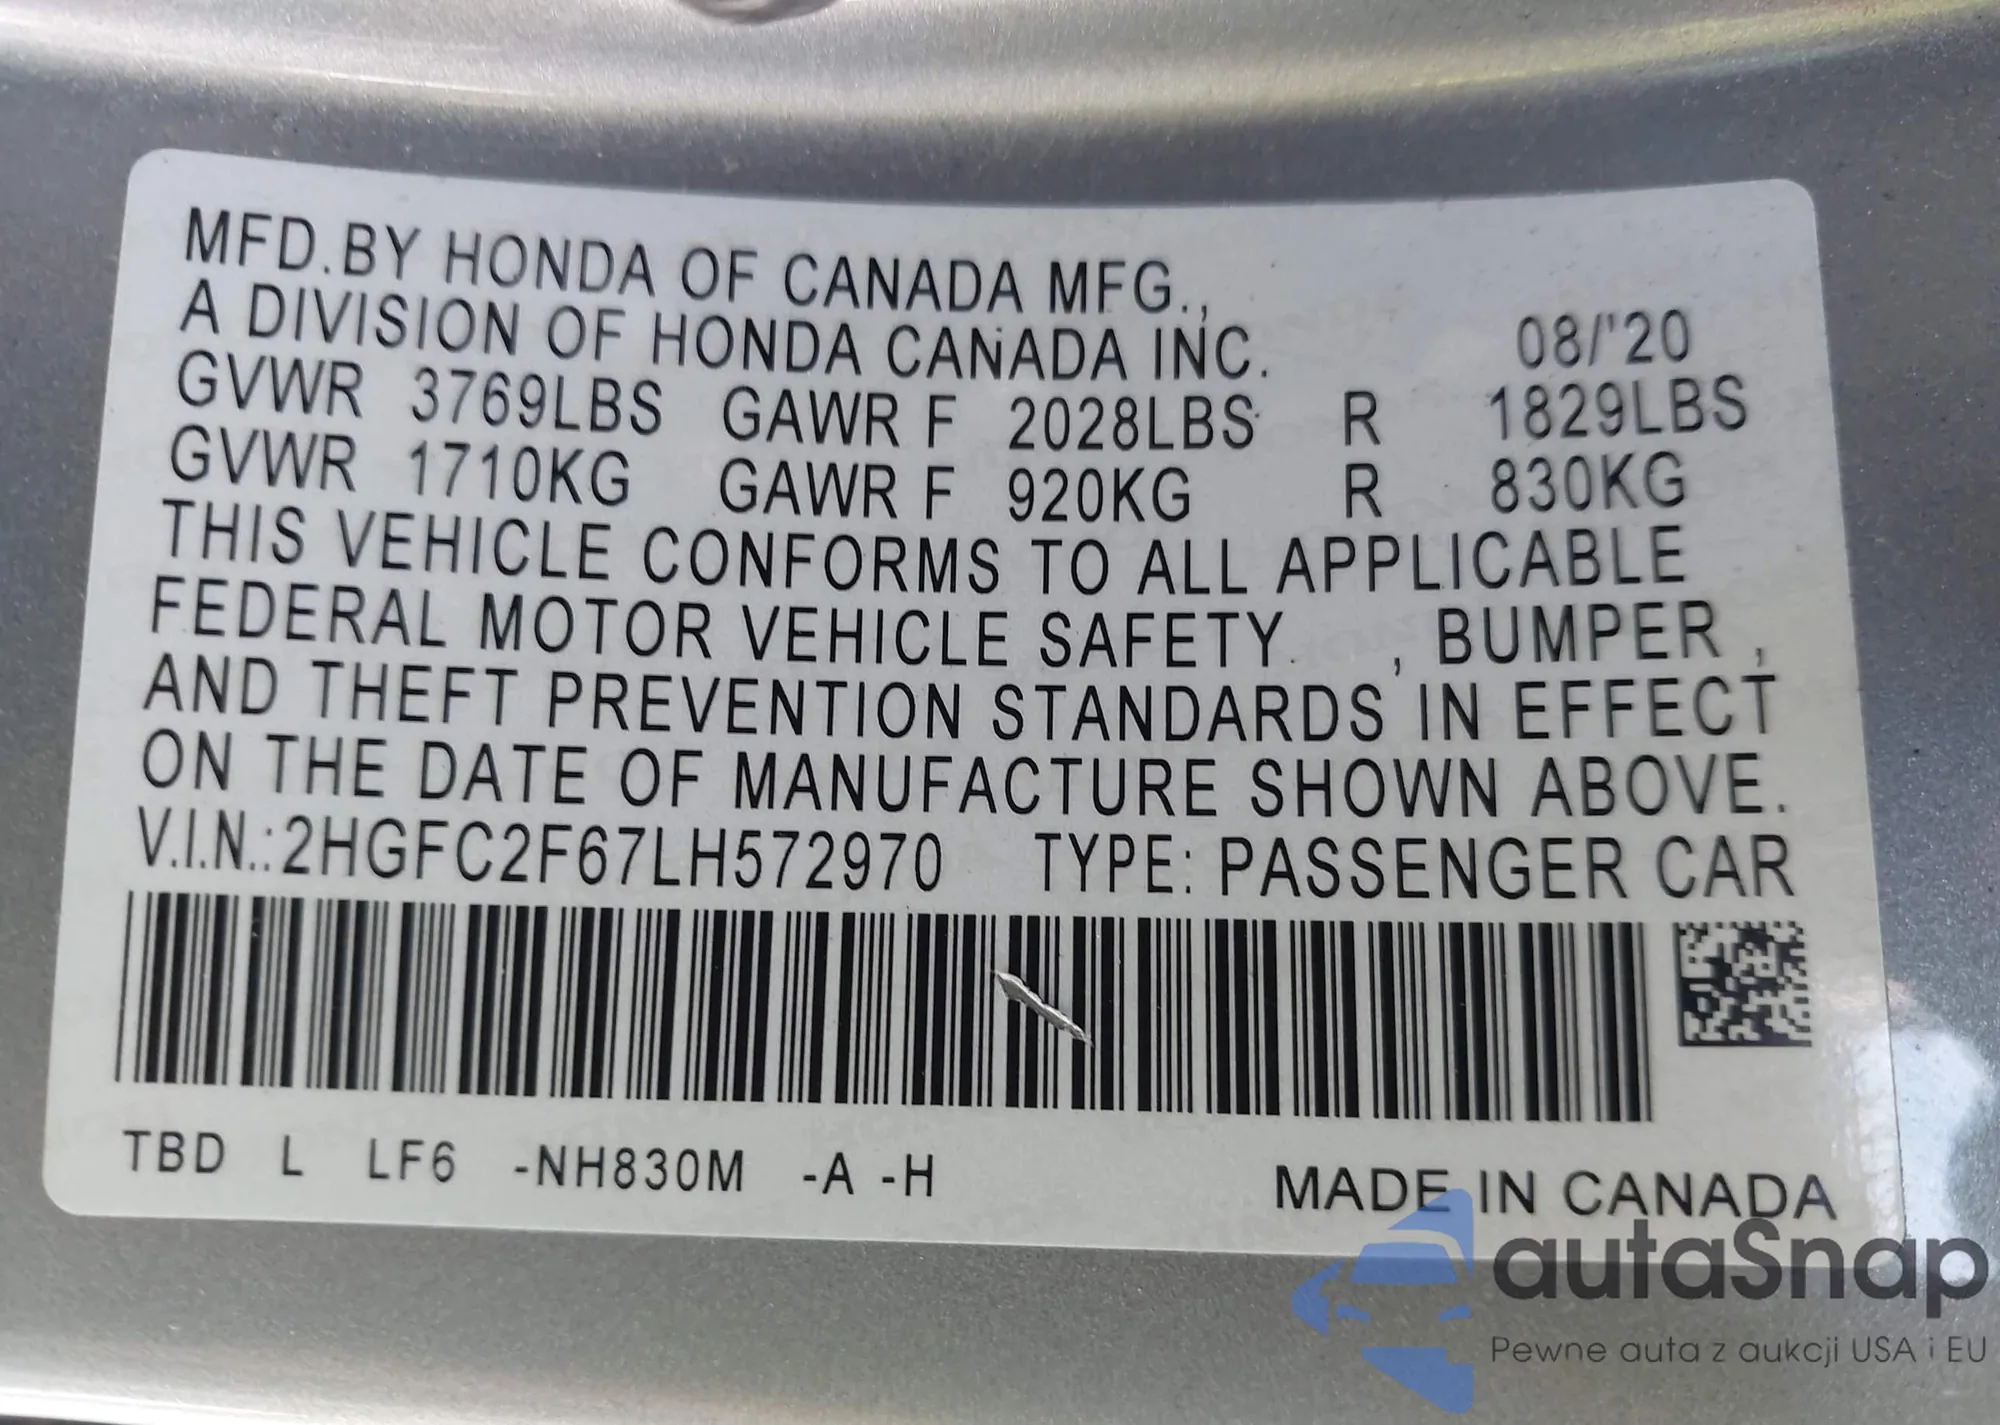 MFD.BY HONDA OF CANADA MFG.,
A DIVISION OF HONDA CANADA INC. 08/'20
GVWR 3769LBS GAWR F 2028LBS R 1829LBS
GVWR 1710KG GAWR F 920KG R 830KG
THIS VEHICLE CONFORMS TO ALL APPLICABLE
FEDERAL MOTOR VEHICLE SAFETY , BUMPER ,
AND THEFT PREVENTION STANDARDS IN EFFECT
ON THE DATE OF MANUFACTURE SHOWN ABOVE.
V.I.N.:2HGFC2F67LH572970 TYPE: PASSENGER CAR
TBD L LF6 -NH830M -A -H
MADE IN CANADA
autaSnap
Pewne auta z aukcji USA i EU